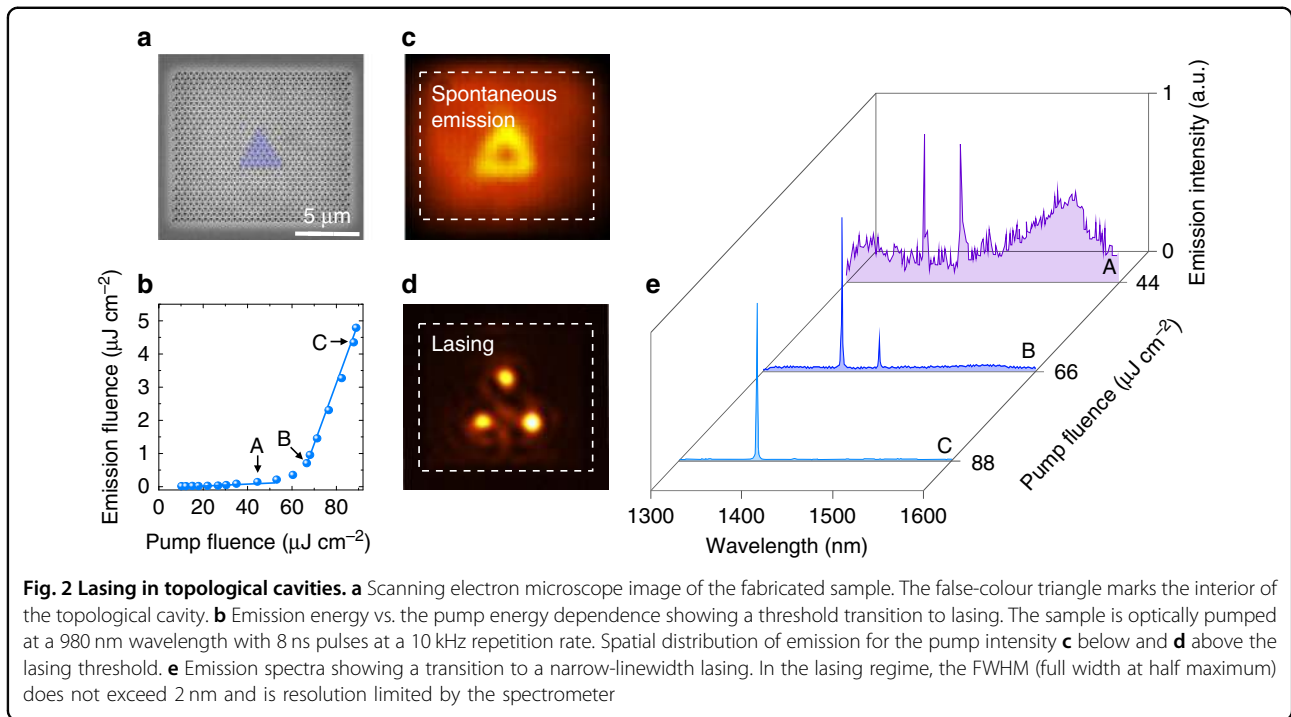 a
5 µm
c
Spontaneous
emission
b
Emission fluence (µJ cm⁻²)
5
4
3
2
1
0
A
B
C
0 20 40 60 80
Pump fluence (µJ cm⁻²)
d
Lasing
e
1
Emission intensity (a.u.)
0
A
44
B
66
C
88
Pump fluence (µJ cm⁻²)
1300 1400 1500 1600
Wavelength (nm)
Fig. 2 Lasing in topological cavities. a Scanning electron microscope image of the fabricated sample. The false-colour triangle marks the interior of
the topological cavity. b Emission energy vs. the pump energy dependence showing a threshold transition to lasing. The sample is optically pumped
at a 980 nm wavelength with 8 ns pulses at a 10 kHz repetition rate. Spatial distribution of emission for the pump intensity c below and d above the
lasing threshold. e Emission spectra showing a transition to a narrow-linewidth lasing. In the lasing regime, the FWHM (full width at half maximum)
does not exceed 2 nm and is resolution limited by the spectrometer